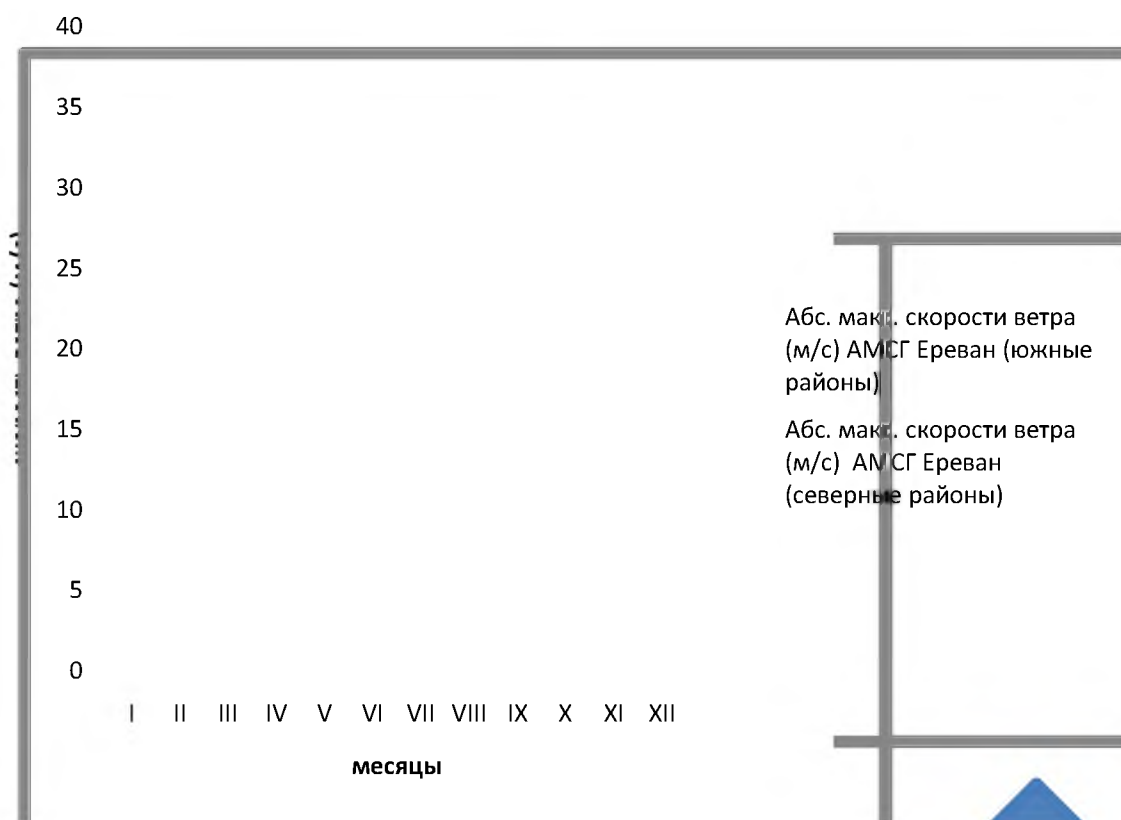 40
35
30
25
20
15
10
5
0
I II III IV V VI VII VIII IX X XI XII
месяцы
Абс. макс. скорости ветра
(м/с) АМСГ Ереван (южные
районы)
Абс. макс. скорости ветра
(м/с) АМСГ Ереван
(северные районы)